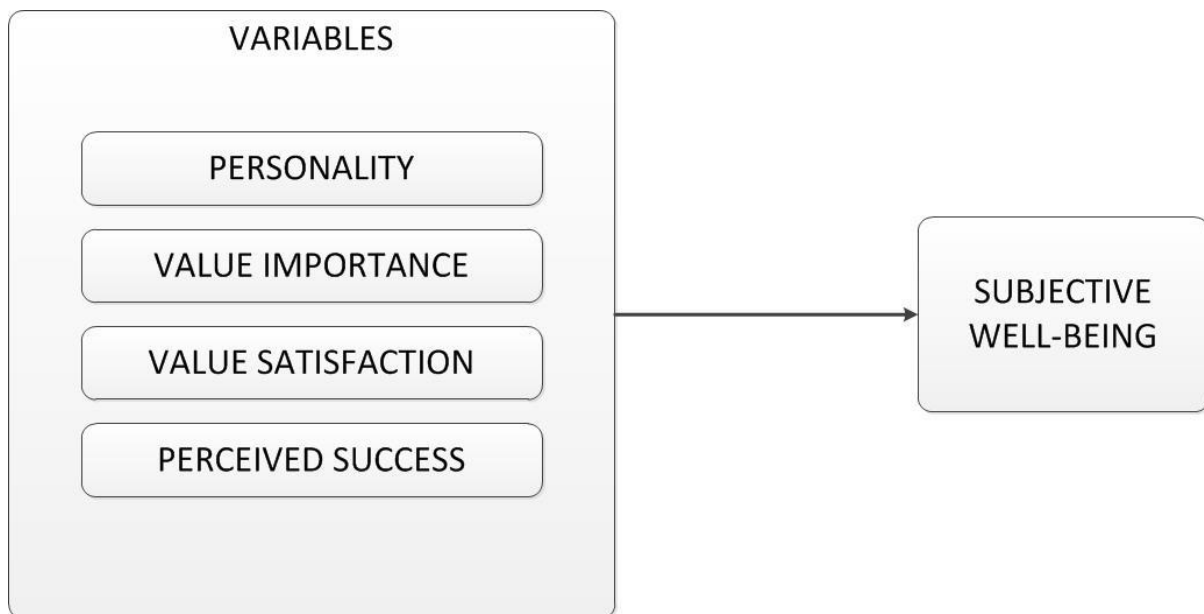 VARIABLES
PERSONALITY
VALUE IMPORTANCE
VALUE SATISFACTION
PERCEIVED SUCCESS
SUBJECTIVE
WELL-BEING